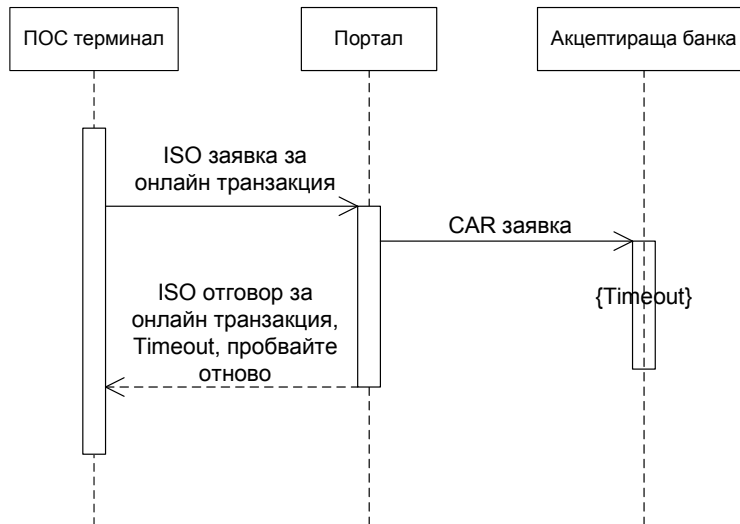 ПОС терминал
Портал
Акцептираща банка
ISO заявка за
онлайн транзакция
CAR заявка
{Timeout}
ISO отговор за
онлайн транзакция,
Timeout, пробвайте
отново